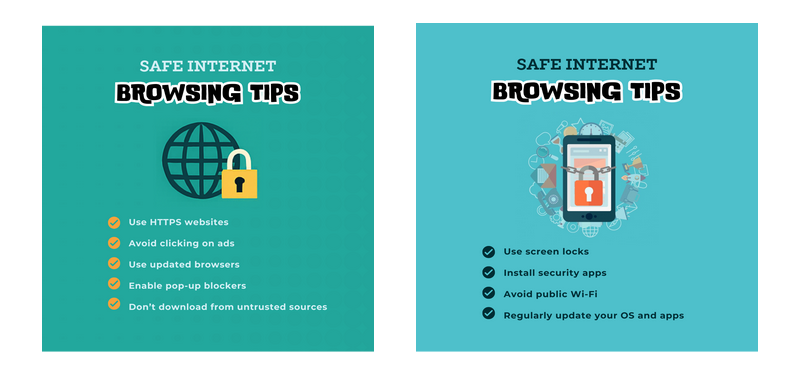 SAFE INTERNET
BROWSING TIPS
Use HTTPS websites
Avoid clicking on ads
Use updated browsers
Enable pop-up blockers
Don't download from untrusted sources
SAFE INTERNET
BROWSING TIPS
Use screen locks
Install security apps
Avoid public Wi-Fi
Regularly update your OS and apps